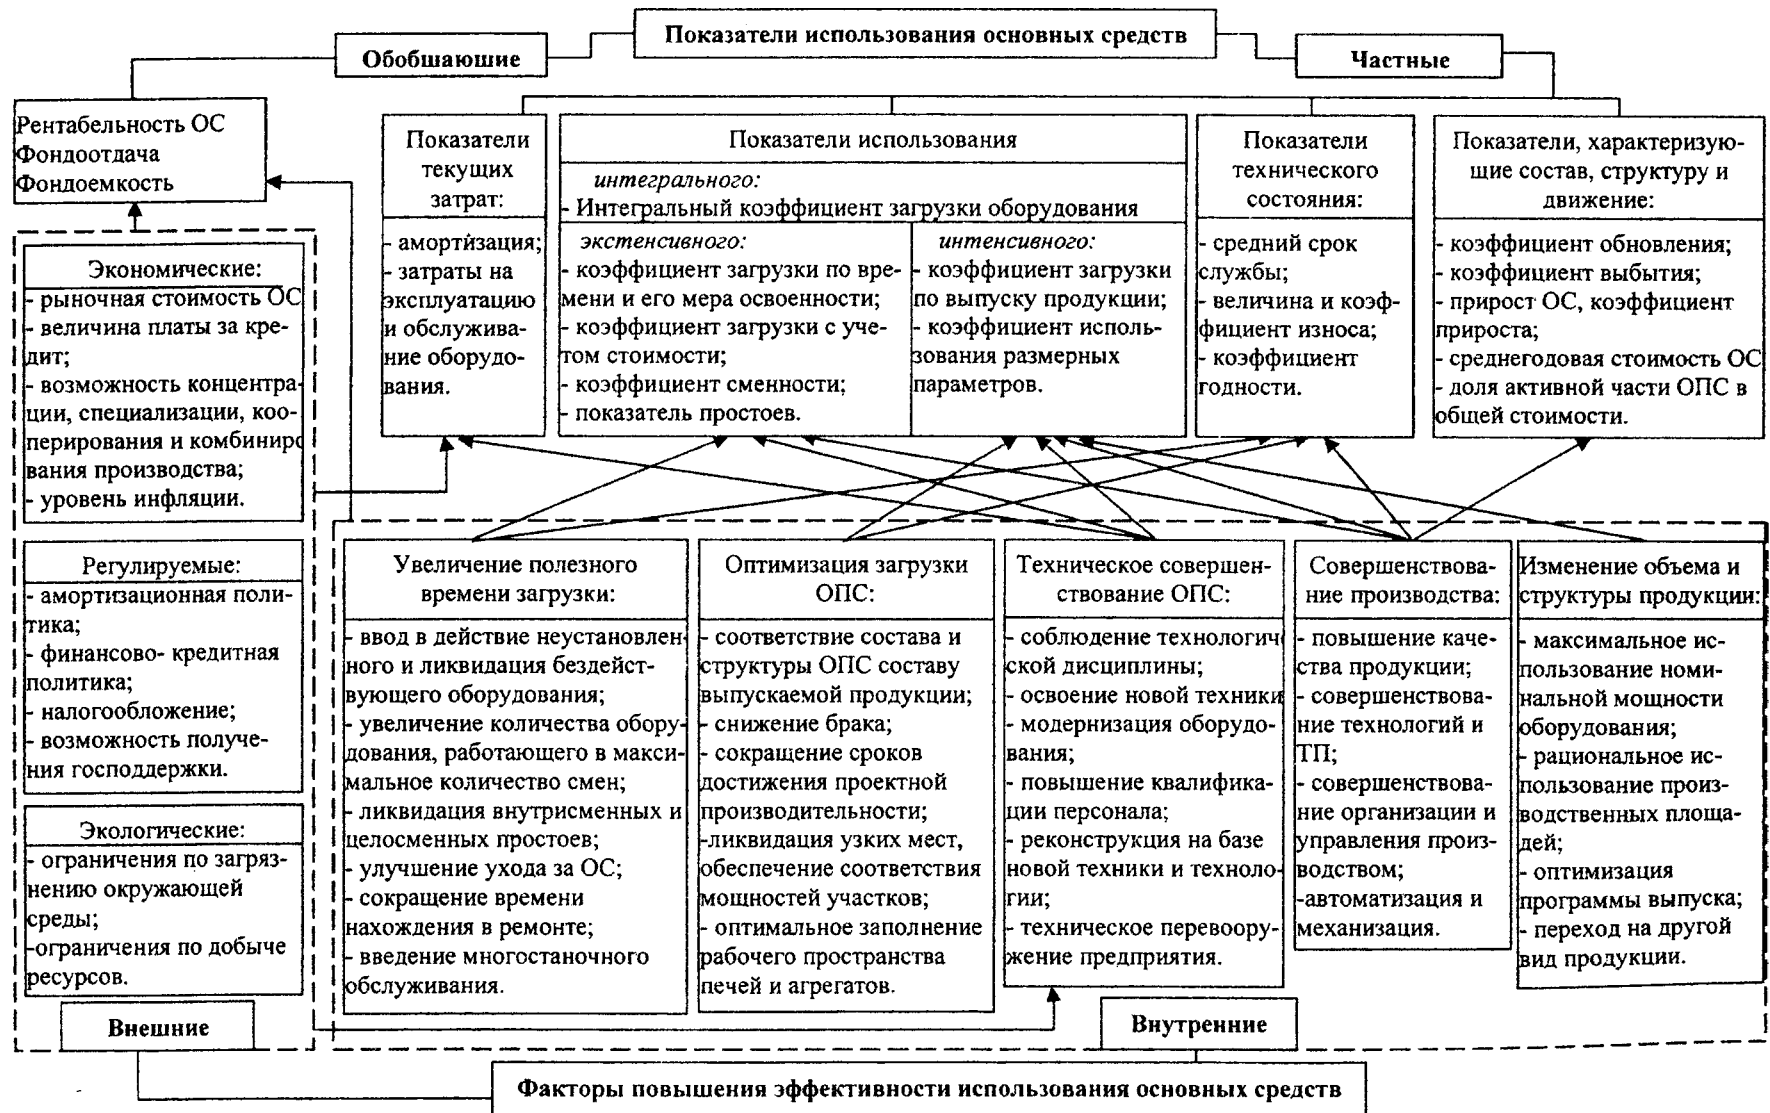 Показатели использования основных средств
Обобшаюшие
Частные
Рентабельность ОС
Фондоотдача
Фондоемкость
Показатели
текущих
затрат:
- амортизация;
- затраты на
эксплуатацию
и обслужива-
ние оборудо-
вания.
Показатели использования
интегрального:
- Интегральный коэффициент загрузки оборудования
экстенсивного:
- коэффициент загрузки по вре-
мени и его мера освоенности;
- коэффициент загрузки с уче-
том стоимости;
- коэффициент сменности;
- показатель простоев.
интенсивного:
- коэффициент загрузки
по выпуску продукции;
- коэффициент исполь-
зования размерных
параметров.
Показатели
технического
состояния:
- средний срок
службы;
- величина и коэф-
фициент износа;
- коэффициент
годности.
Показатели, характеризую-
щие состав, структуру и
движение:
- коэффициент обновления;
- коэффициент выбытия;
- прирост ОС, коэффициент
прироста;
- среднегодовая стоимость ОС
- доля активной части ОПС в
общей стоимости.
Экономические:
- рыночная стоимость ОС
- величина платы за кре-
дит;
- возможность концентра-
ции, специализации, коо-
перирования и комбиниро
вания производства;
- уровень инфляции.
Регулируемые:
- амортизационная поли-
тика;
- финансово- кредитная
политика;
- налогообложение;
- возможность получе-
ния господдержки.
Экологические:
- ограничения по загряз-
нению окружающей
среды;
-ограничения по добыче
ресурсов.
Внешние
Увеличение полезного
времени загрузки:
- ввод в действие неустановлен-
ного и ликвидация бездейст-
вующего оборудования;
- увеличение количества обору-
дования, работающего в макси-
мальное количество смен;
- ликвидация внутрисменных и
целосменных простоев;
- улучшение ухода за ОС;
- сокращение времени
нахождения в ремонте;
- введение многостаночного
обслуживания.
Оптимизация загрузки
ОПС:
- соответствие состава и
структуры ОПС составу
выпускаемой продукции;
- снижение брака;
- сокращение сроков
достижения проектной
производительности;
-ликвидация узких мест,
обеспечение соответствия
мощностей участков;
- оптимальное заполнение
рабочего пространства
печей и агрегатов.
Техническое совершен-
ствование ОПС:
- соблюдение технологич
ской дисциплины;
- освоение новой техники
- модернизация оборудо-
вания;
- повышение квалифика-
ции персонала;
- реконструкция на базе
новой техники и техноло-
гии;
- техническое перевоору-
жение предприятия.
Совершенствова-
ние производства:
- повышение каче-
ства продукции;
- совершенствова-
ние технологий и
ТП;
- совершенствова-
ние организации и
управления произ-
водством;
-автоматизация и
механизация.
Изменение объема и
структуры продукции:
- максимальное ис-
пользование номи-
нальной мощности
оборудования;
- рациональное ис-
пользование произ-
водственных площа-
дей;
- оптимизация
программы выпуска;
- переход на другой
вид продукции.
Внутренние
Факторы повышения эффективности использования основных средств